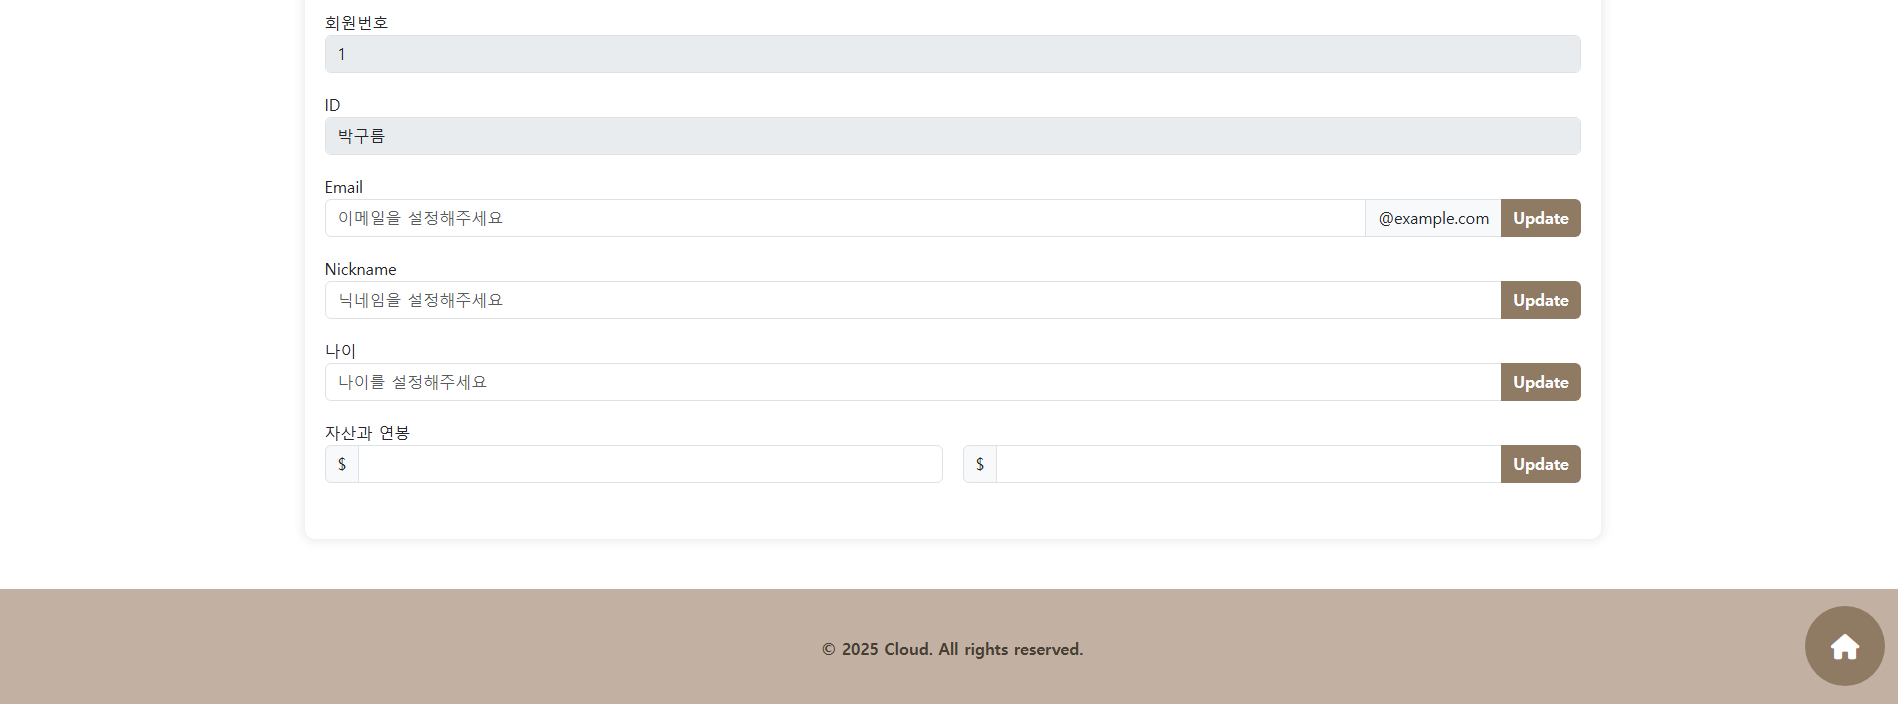 회원번호
1
ID
박구름
Email
이메일을 설정해주세요 @example.com Update
Nickname
닉네임을 설정해주세요 Update
나이
나이를 설정해주세요 Update
자산과 연봉
$ $ Update
© 2025 Cloud. All rights reserved.